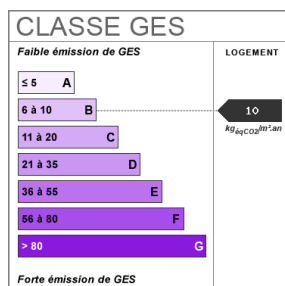 CLASSE GES
Faible émission de GES
LOGEMENT
≤ 5 A
6 à 10 B
10
kgéqCO2/m².an
11 à 20 C
21 à 35 D
36 à 55 E
56 à 80 F
> 80 G
Forte émission de GES